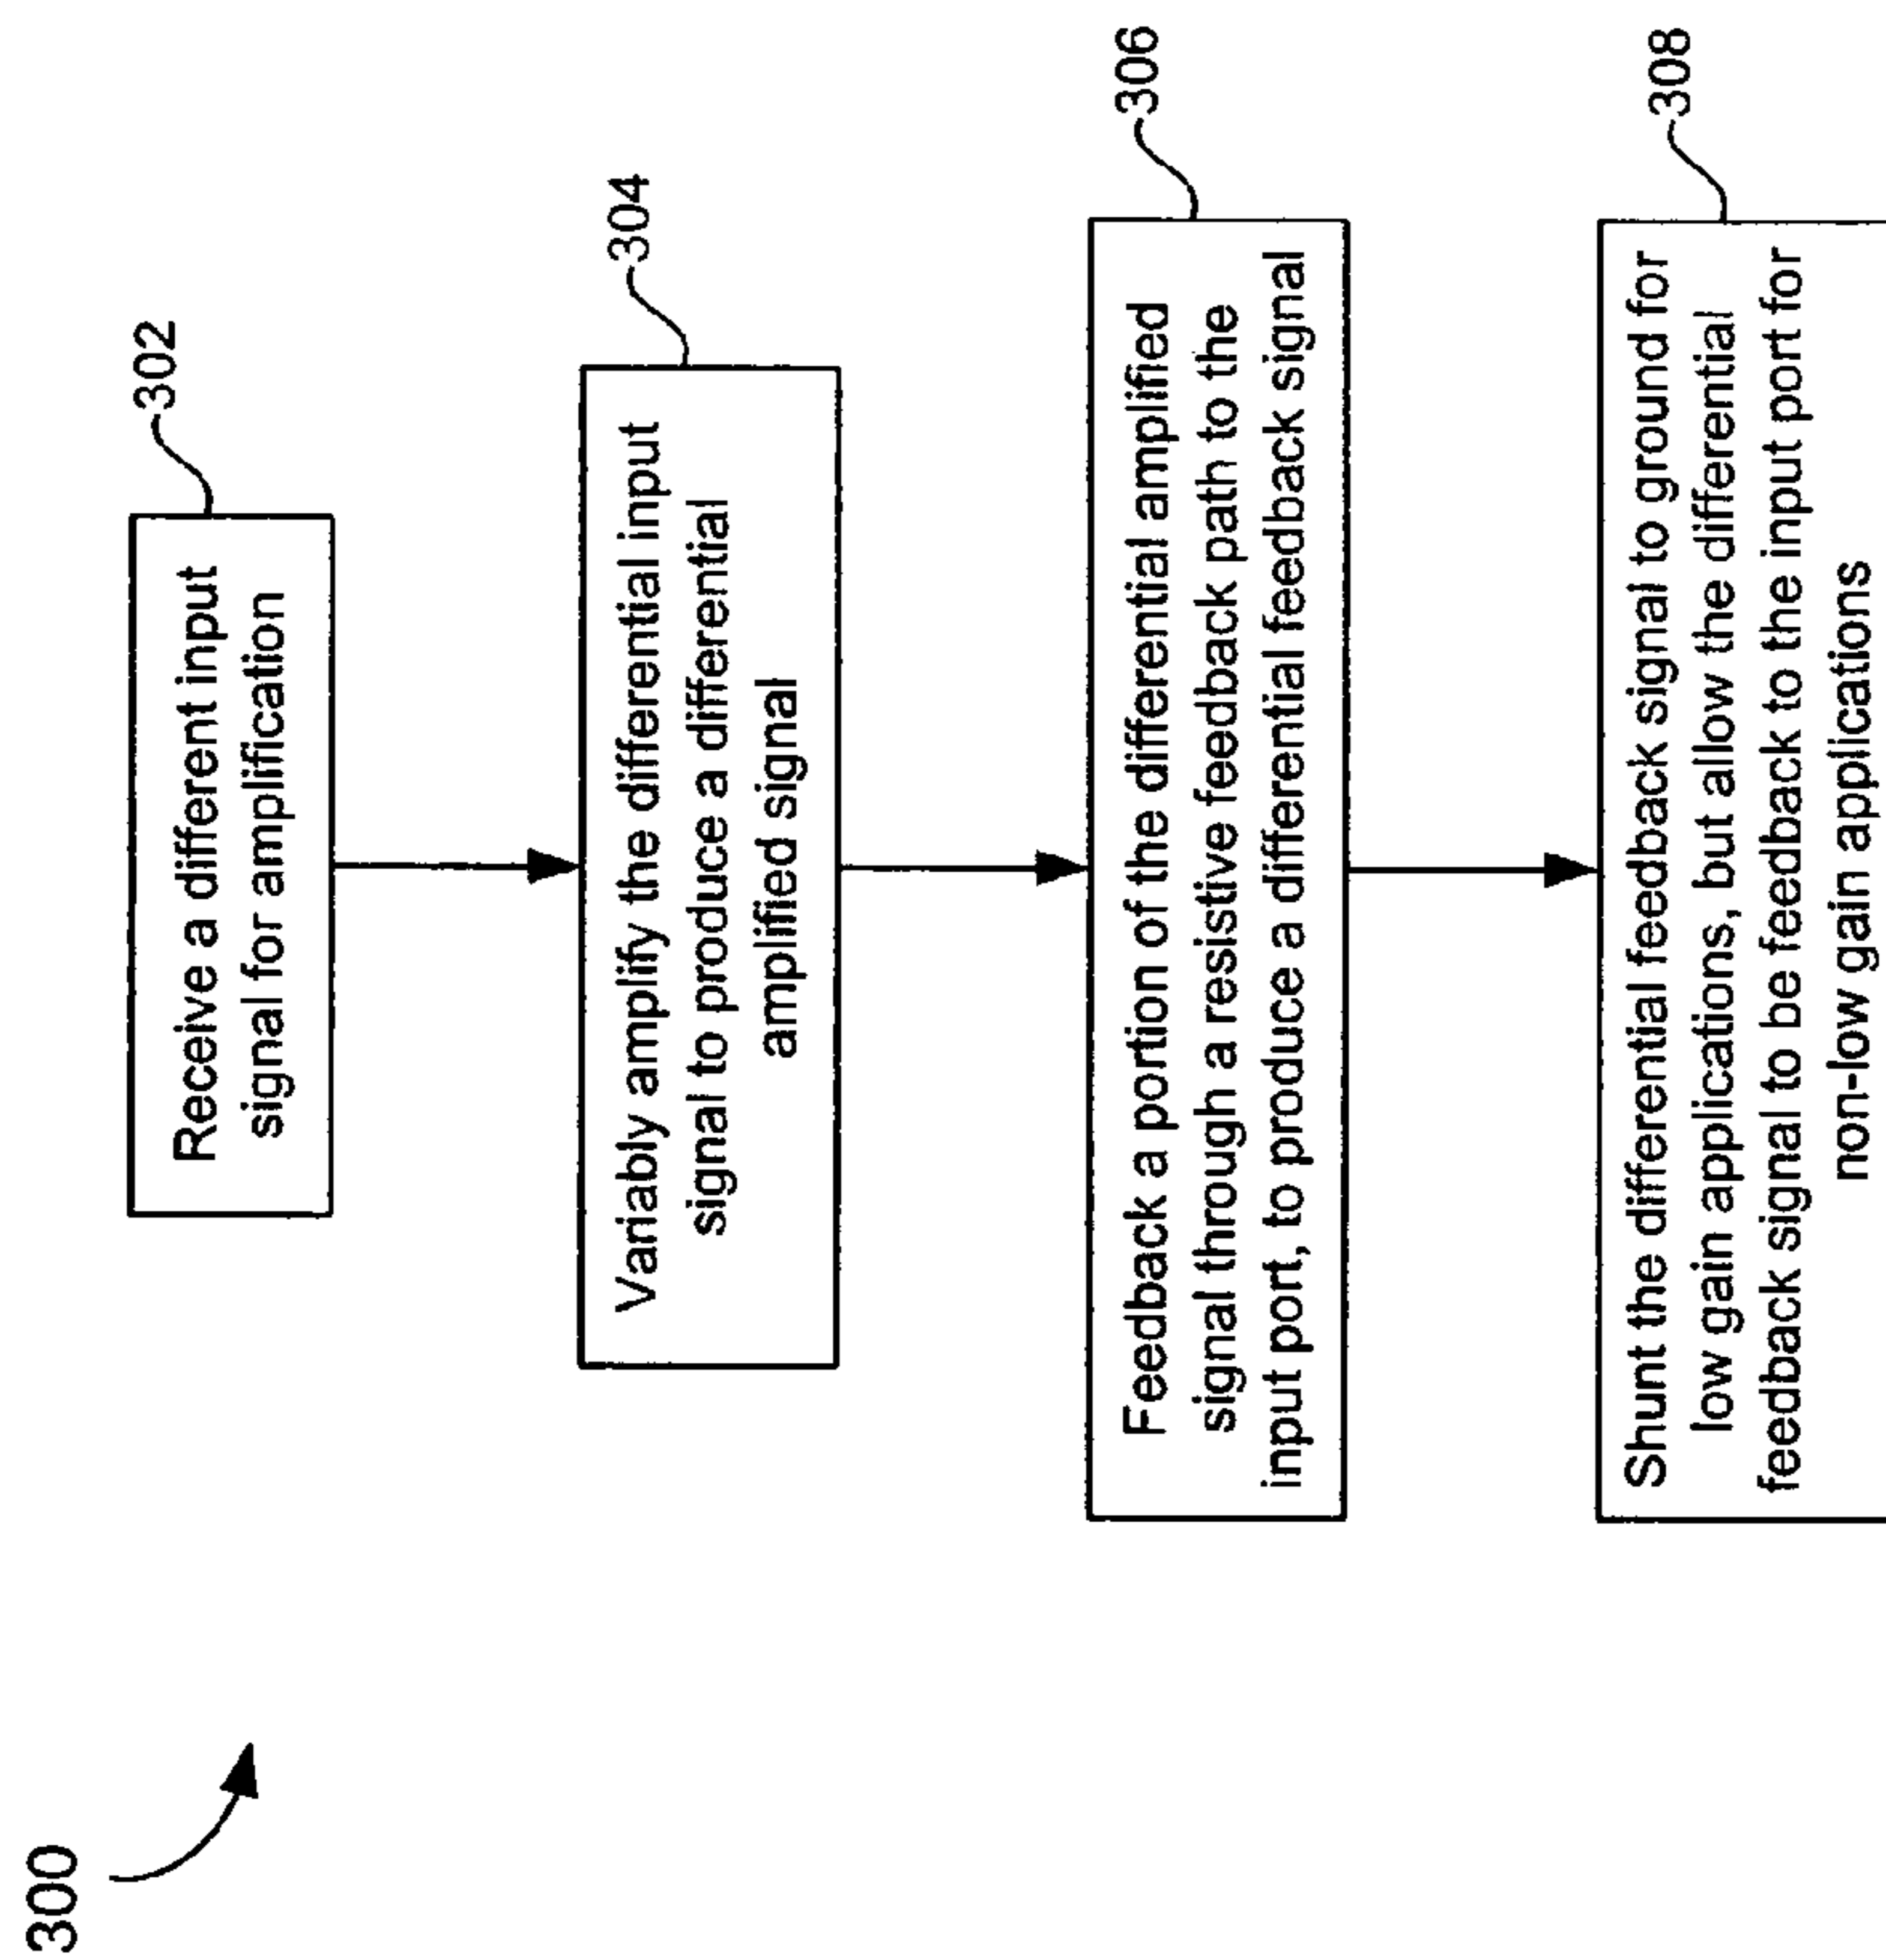 300
302
Receive a different input
signal for amplification
304
Variably amplify the differential input
signal to produce a differential
amplified signal
306
Feedback a portion of the differential amplified
signal through a resistive feedback path to the
input port, to produce a differential feedback signal
308
Shunt the differential feedback signal to ground for
low gain applications, but allow the differential
feedback signal to be feedback to the input port for
non-low gain applications